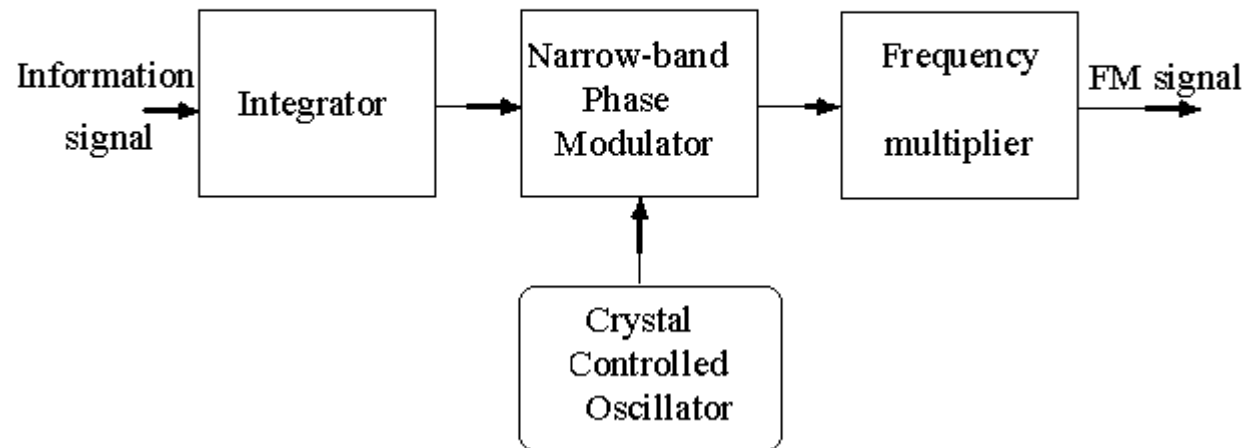 Information
signal
Integrator
Narrow-band
Phase
Modulator
Frequency
multiplier
FM signal
Crystal
Controlled
Oscillator